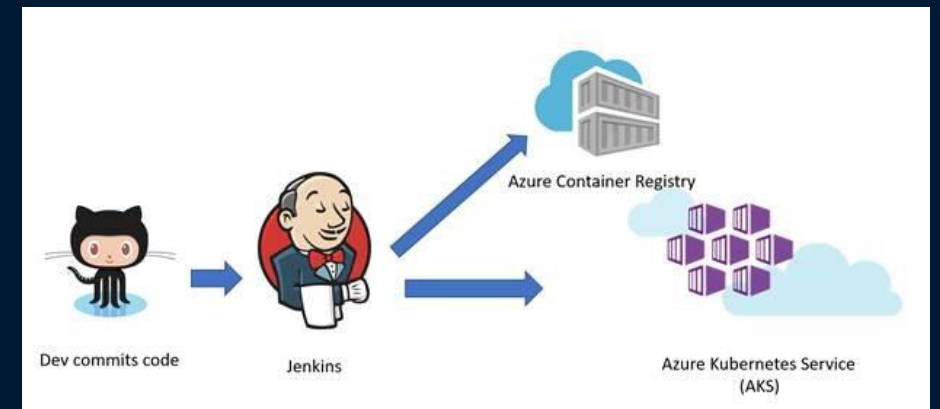 Azure Container Registry
Dev commits code
Jenkins
Azure Kubernetes Service
(AKS)